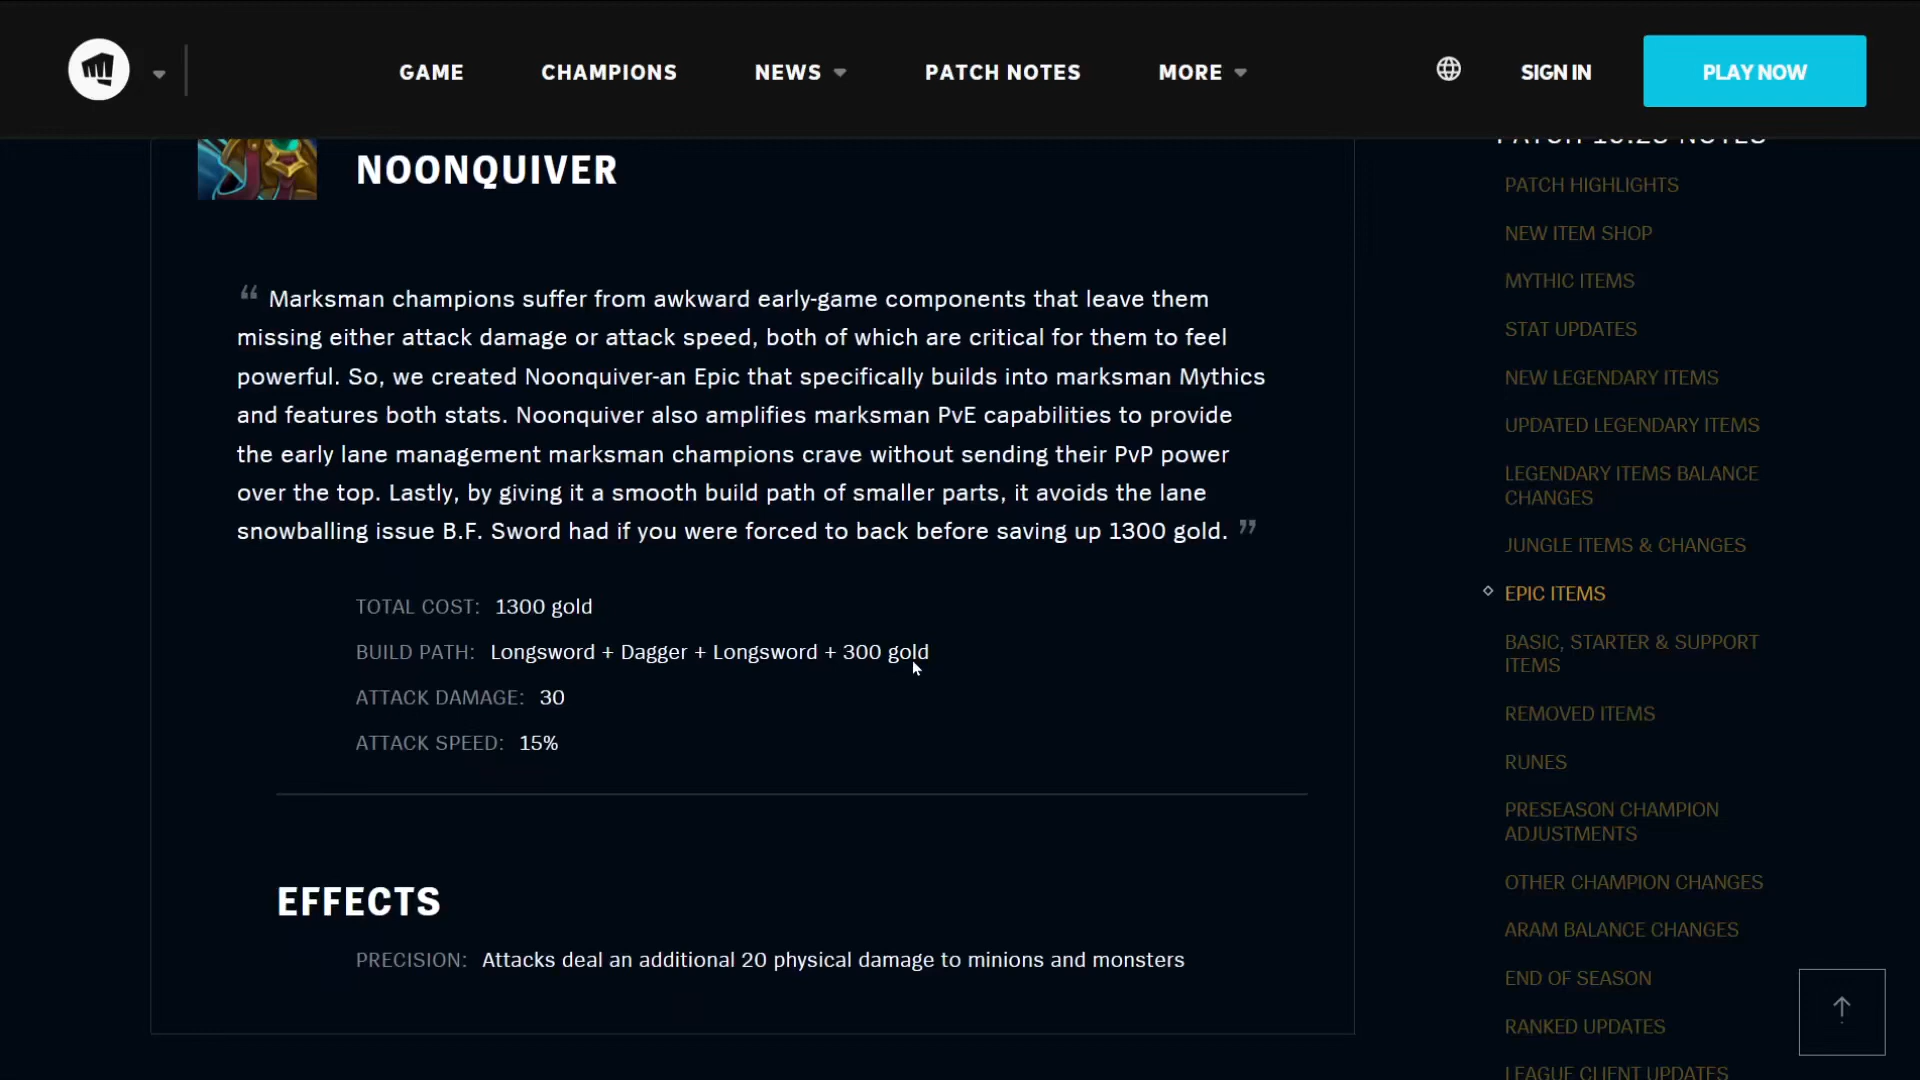 GAME
CHAMPIONS
NEWS
PATCH NOTES
MORE
SIGN IN
PLAY NOW
NOONQUIVER
“ Marksman champions suffer from awkward early-game components that leave them
missing either attack damage or attack speed, both of which are critical for them to feel
powerful. So, we created Noonquiver-an Epic that specifically builds into marksman Mythics
and features both stats. Noonquiver also amplifies marksman PvE capabilities to provide
the early lane management marksman champions crave without sending their PvP power
over the top. Lastly, by giving it a smooth build path of smaller parts, it avoids the lane
snowballing issue B.F. Sword had if you were forced to back before saving up 1300 gold. ”
TOTAL COST: 1300 gold
BUILD PATH: Longsword + Dagger + Longsword + 300 gold
ATTACK DAMAGE: 30
ATTACK SPEED: 15%
EFFECTS
PRECISION: Attacks deal an additional 20 physical damage to minions and monsters
PATCH 10.23 NOTES
PATCH HIGHLIGHTS
NEW ITEM SHOP
MYTHIC ITEMS
STAT UPDATES
NEW LEGENDARY ITEMS
UPDATED LEGENDARY ITEMS
LEGENDARY ITEMS BALANCE
CHANGES
JUNGLE ITEMS & CHANGES
EPIC ITEMS
BASIC, STARTER & SUPPORT
ITEMS
REMOVED ITEMS
RUNES
PRESEASON CHAMPION
ADJUSTMENTS
OTHER CHAMPION CHANGES
ARAM BALANCE CHANGES
END OF SEASON
RANKED UPDATES
LEAGUE CLIENT UPDATES